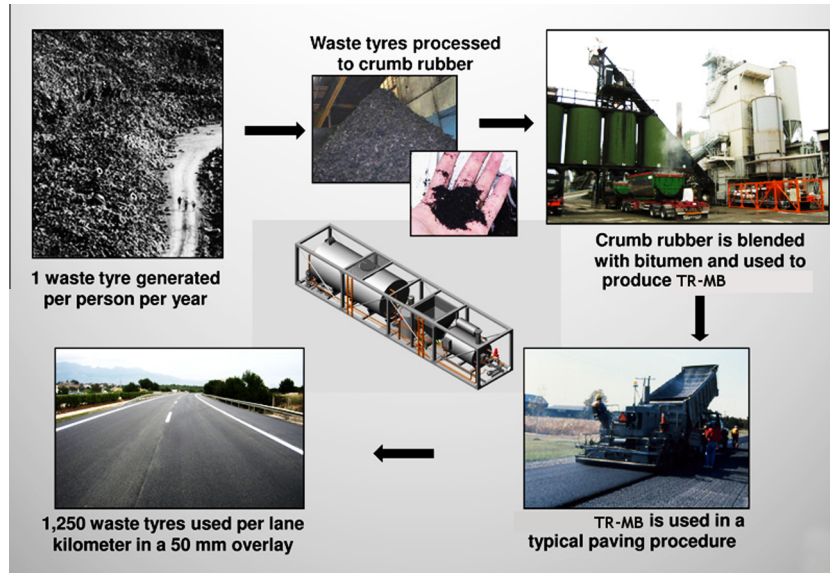 Waste tyres processed
to crumb rubber
1 waste tyre generated
per person per year
Crumb rubber is blended
with bitumen and used to
produce TR-MB
TR-MB is used in a
typical paving procedure
1,250 waste tyres used per lane
kilometer in a 50 mm overlay